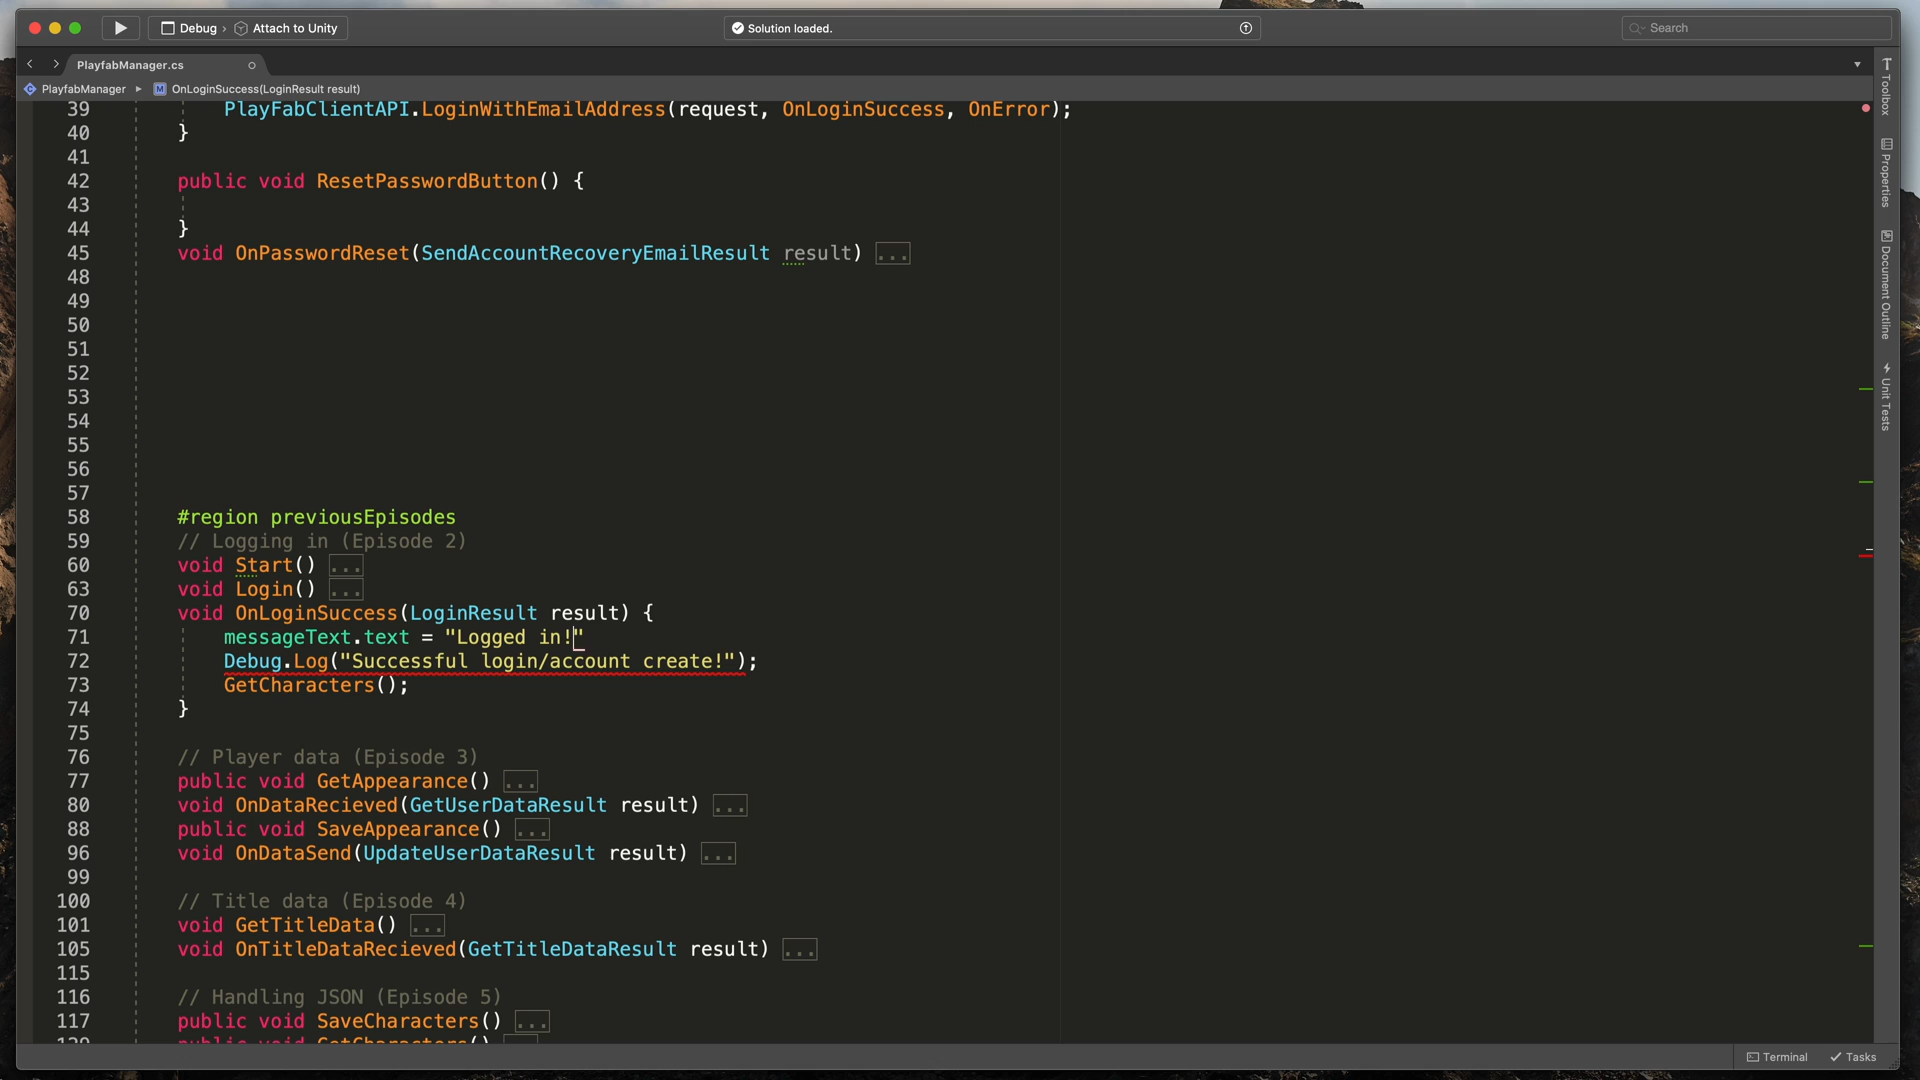 Debug › Attach to Unity
Solution loaded.
Search
PlayfabManager.cs
PlayfabManager ▸ M OnLoginSuccess(LoginResult result)
39 PlayFabClientAPI.LoginWithEmailAddress(request, OnLoginSuccess, OnError);
40 }
41
42 public void ResetPasswordButton() {
43
44 }
45 void OnPasswordReset(SendAccountRecoveryEmailResult result) ...
48
49
50
51
52
53
54
55
56
57
58 #region previousEpisodes
59 // Logging in (Episode 2)
60 void Start() ...
63 void Login() ...
70 void OnLoginSuccess(LoginResult result) {
71 messageText.text = "Logged in!"
72 Debug.Log("Successful login/account create!");
73 GetCharacters();
74 }
75
76 // Player data (Episode 3)
77 public void GetAppearance() ...
80 void OnDataRecieved(GetUserDataResult result) ...
88 public void SaveAppearance() ...
96 void OnDataSend(UpdateUserDataResult result) ...
99
100 // Title data (Episode 4)
101 void GetTitleData() ...
105 void OnTitleDataRecieved(GetTitleDataResult result) ...
115
116 // Handling JSON (Episode 5)
117 public void SaveCharacters() ...
public void GetCharacters()
Toolbox
Properties
Document Outline
Unit Tests
Terminal
Tasks